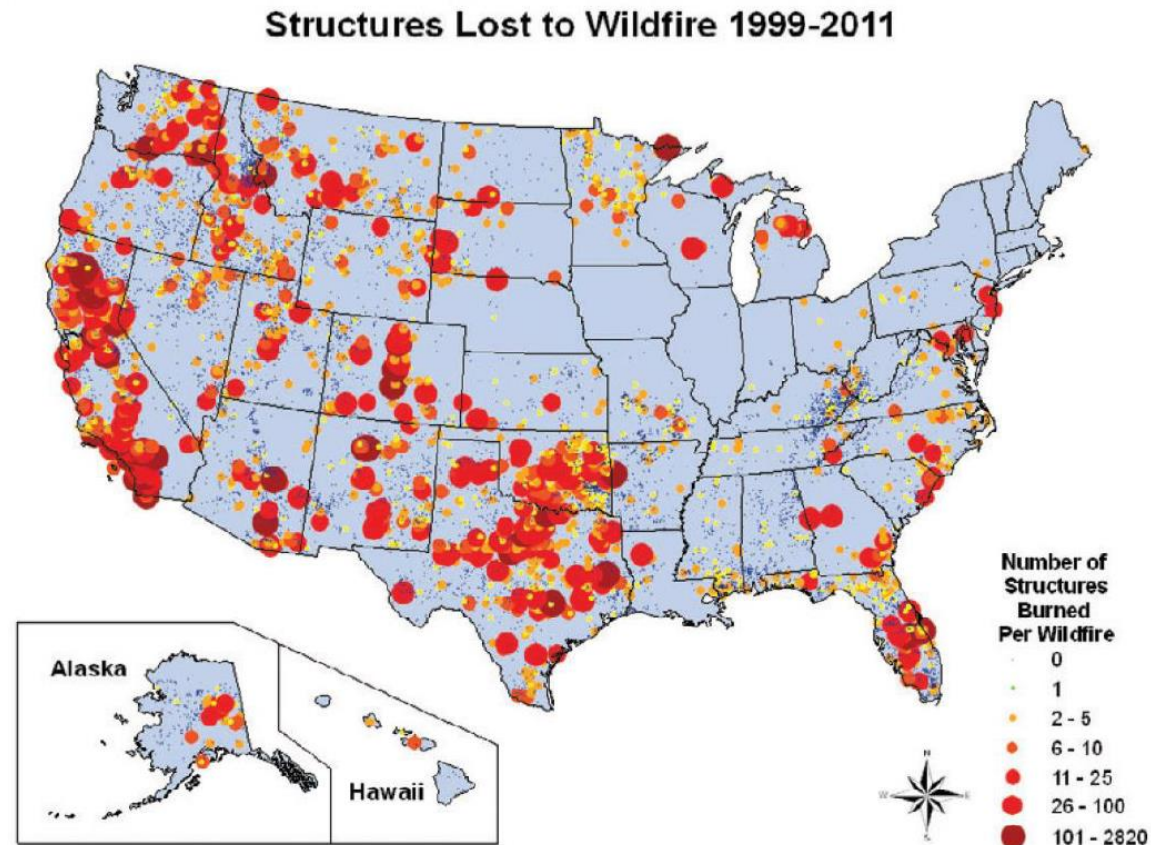 Structures Lost to Wildfire 1999-2011
Alaska
Hawaii
N
W
E
S
Number of
Structures
Burned
Per Wildfire
0
1
2 - 5
6 - 10
11 - 25
26 - 100
101 - 2820